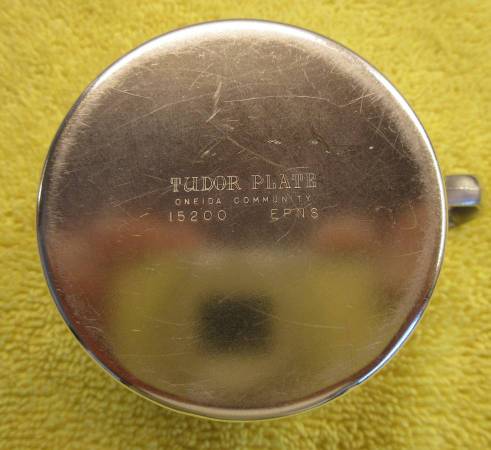 TUDOR PLATE
ONEIDA COMMUNITY
15200 EPNS